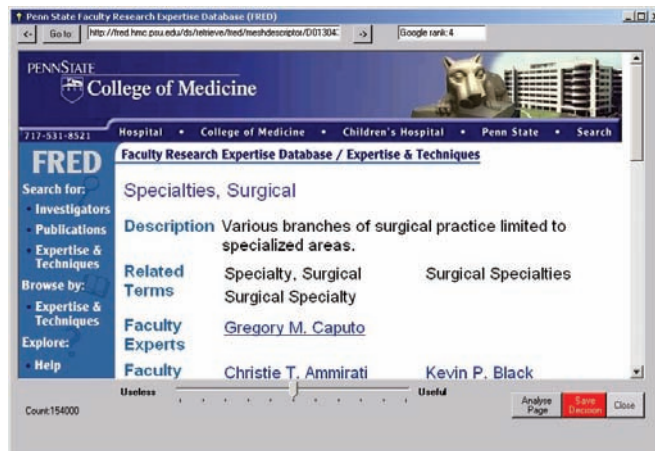 Penn State Faculty Research Expertise Database (FRED)
<- Go to: http://fred.hmc.psu.edu/ds/retrieve/fred/meshdescriptor/D01304 -> Google rank: 4
PENNSTATE
College of Medicine
717-531-8521 Hospital • College of Medicine • Children's Hospital • Penn State • Search
FRED
Faculty Research Expertise Database / Expertise & Techniques
Search for:
• Investigators
• Publications
• Expertise &
Techniques
Browse by:
• Expertise &
Techniques
Explore:
• Help
Specialties, Surgical
Description Various branches of surgical practice limited to
specialized areas.
Related Specialty, Surgical Surgical Specialties
Terms Surgical Specialty
Faculty Gregory M. Caputo
Experts
Faculty Christie T. Ammirati Kevin P. Black
Useless Useful
Count:154000
Analyse
Page
Save
Decision
Close